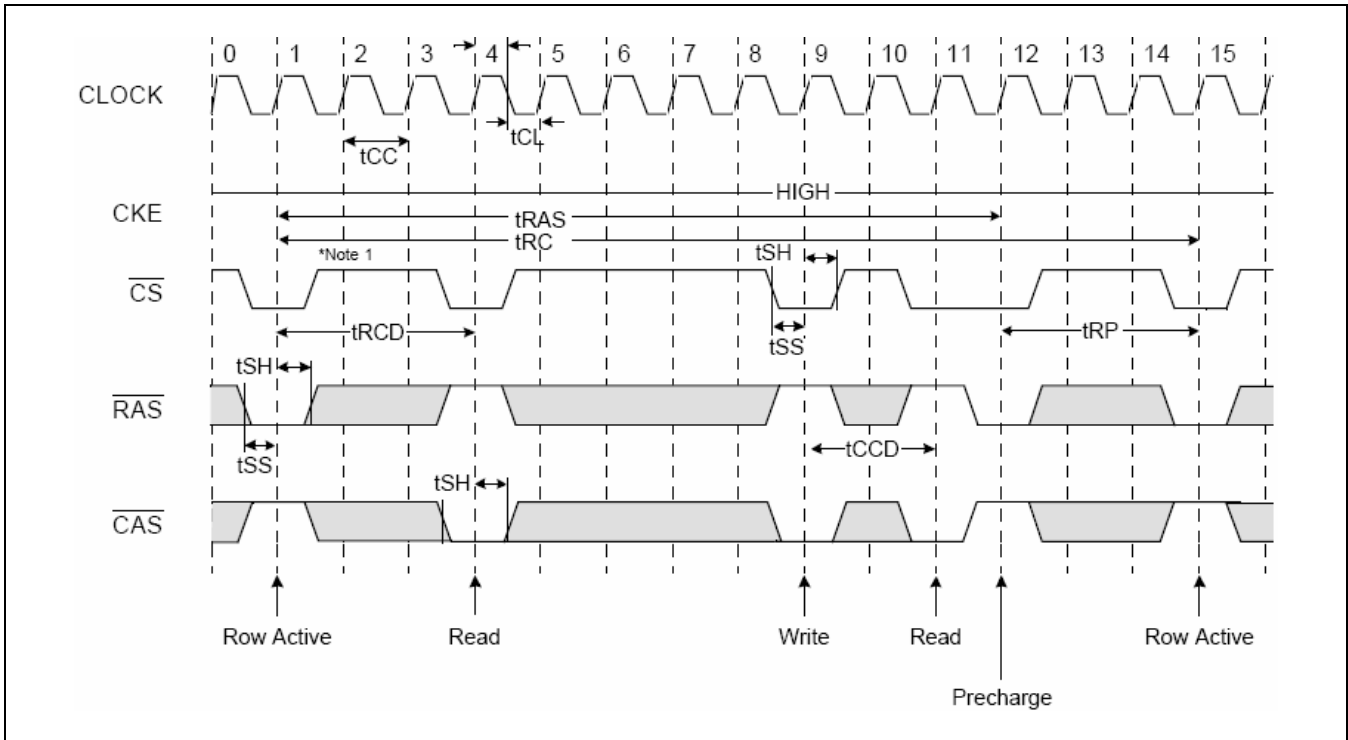 0 1 2 3 4 5 6 7 8 9 10 11 12 13 14 15
CLOCK
tCL
tCC
HIGH
CKE
tRAS
tRC
*Note 1
tSH
CS
tRCD
tRP
tSS
tSH
RAS
tCCD
tSS
tSH
CAS
Row Active Read Write Read Row Active
Precharge